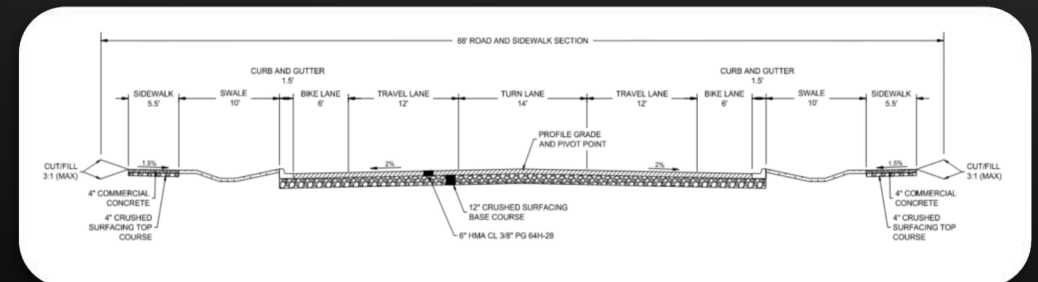 88' ROAD AND SIDEWALK SECTION
CURB AND GUTTER
1.5'
CURB AND GUTTER
1.5'
SIDEWALK
5.5'
SWALE
10'
BIKE LANE
6'
TRAVEL LANE
12'
TURN LANE
14'
TRAVEL LANE
12'
BIKE LANE
6'
SWALE
10'
SIDEWALK
5.5'
PROFILE GRADE
AND PIVOT POINT
CUT/FILL
3:1 (MAX)
1.5%
2%
2%
1.5%
CUT/FILL
3:1 (MAX)
4" COMMERCIAL
CONCRETE
4" CRUSHED
SURFACING TOP
COURSE
12" CRUSHED SURFACING
BASE COURSE
6" HMA CL 3/8" PG 64H-28
4" COMMERCIAL
CONCRETE
4" CRUSHED
SURFACING TOP
COURSE